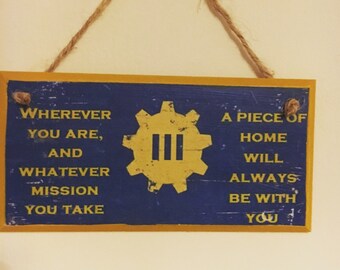 WHEREVER
YOU ARE,
AND
WHATEVER
MISSION
YOU TAKE
A PIECE OF
HOME
WILL
ALWAYS
BE WITH
YOU